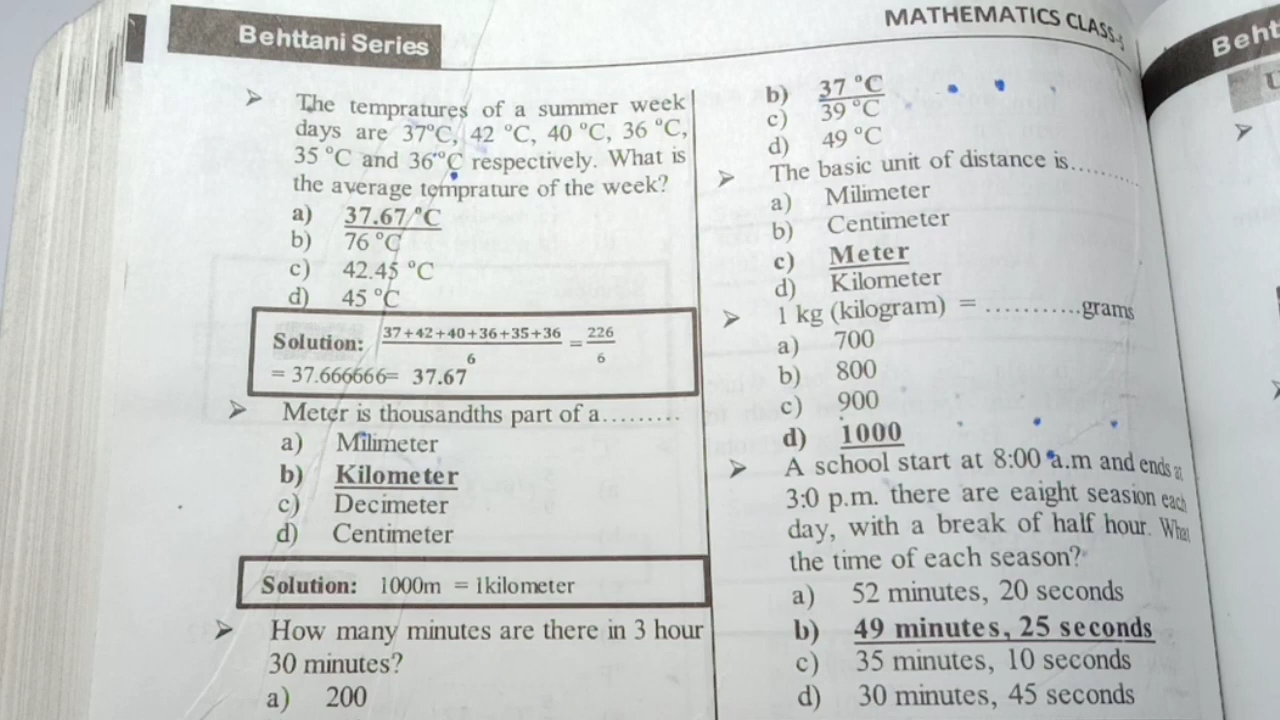 Behttani Series
MATHEMATICS CLASS-5
➢ The tempratures of a summer week
days are 37°C, 42 °C, 40 °C, 36 °C,
35 °C and 36 °C respectively. What is
the average temprature of the week?
a) 37.67 °C
b) 76 °C
c) 42.45 °C
d) 45 °C
Solution: 37+42+40+36+35+36/6 = 226/6
= 37.666666= 37.67
➢ Meter is thousandths part of a.........
a) Milimeter
b) Kilometer
c) Decimeter
d) Centimeter
Solution: 1000m = 1kilometer
➢ How many minutes are there in 3 hour
30 minutes?
a) 200
b) 37 °C
c) 39 °C
d) 49 °C
➢ The basic unit of distance is..........
a) Milimeter
b) Centimeter
c) Meter
d) Kilometer
➢ 1 kg (kilogram) = ...........grams
a) 700
b) 800
c) 900
d) 1000
➢ A school start at 8:00 a.m and ends at
3:0 p.m. there are eaight seasion each
day, with a break of half hour. What
the time of each season?
a) 52 minutes, 20 seconds
b) 49 minutes, 25 seconds
c) 35 minutes, 10 seconds
d) 30 minutes, 45 seconds
Beht
U